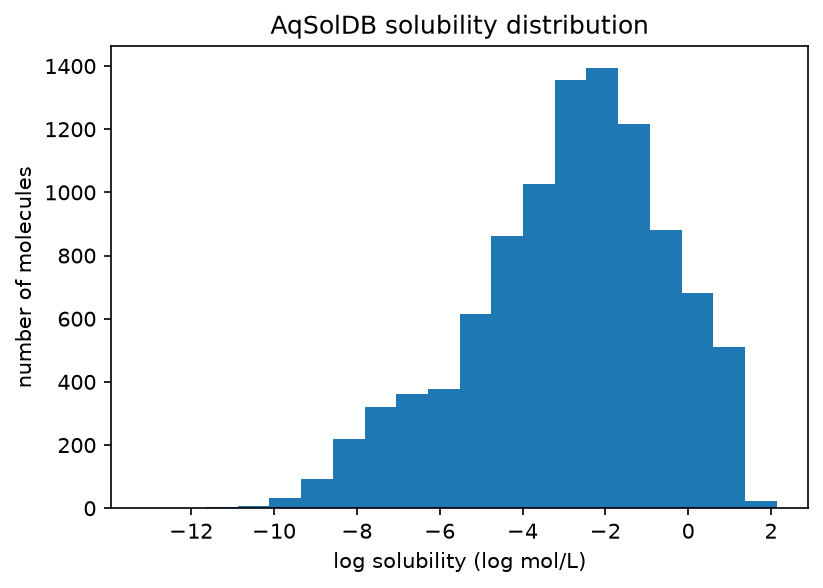 AqSolDB solubility distribution
number of molecules
1400
1200
1000
800
600
400
200
0
−12 −10 −8 −6 −4 −2 0 2
log solubility (log mol/L)